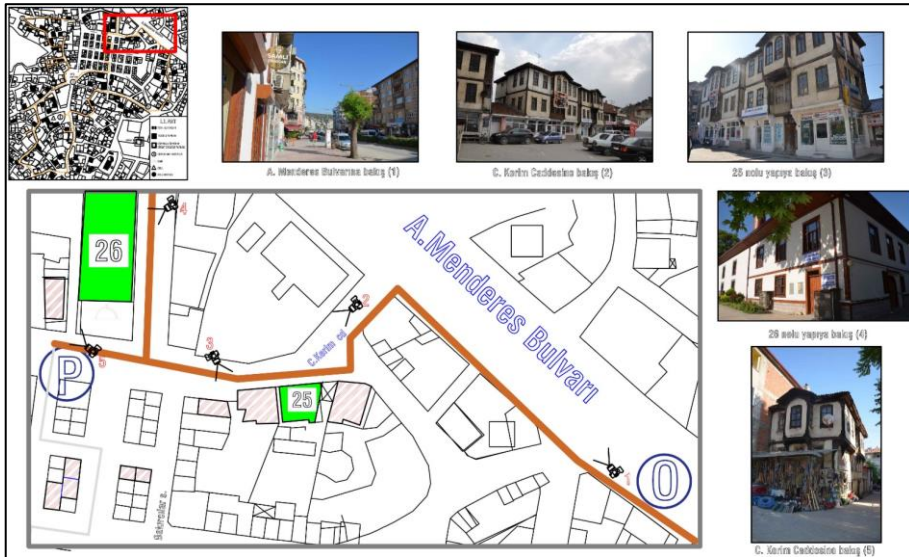 A. Menderes Bulvarına bakış (1)
C. Kerim Caddesine bakış (2)
25 nolu yapıya bakış (3)
26
4
A.Menderes Bulvarı
2
3
C.Kerim cd
5
P
25
1
O
26 nolu yapıya bakış (4)
C. Kerim Caddesine bakış (5)